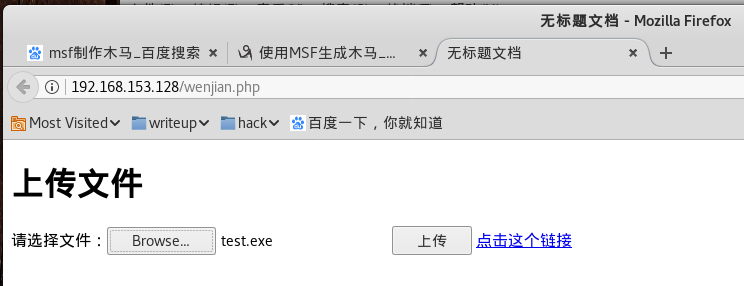 无标题文档 - Mozilla Firefox
msf制作木马_百度搜索 使用MSF生成木马_... 无标题文档
192.168.153.128/wenjian.php
Most Visited writeup hack 百度一下，你就知道
上传文件
请选择文件： Browse... test.exe 上传 点击这个链接